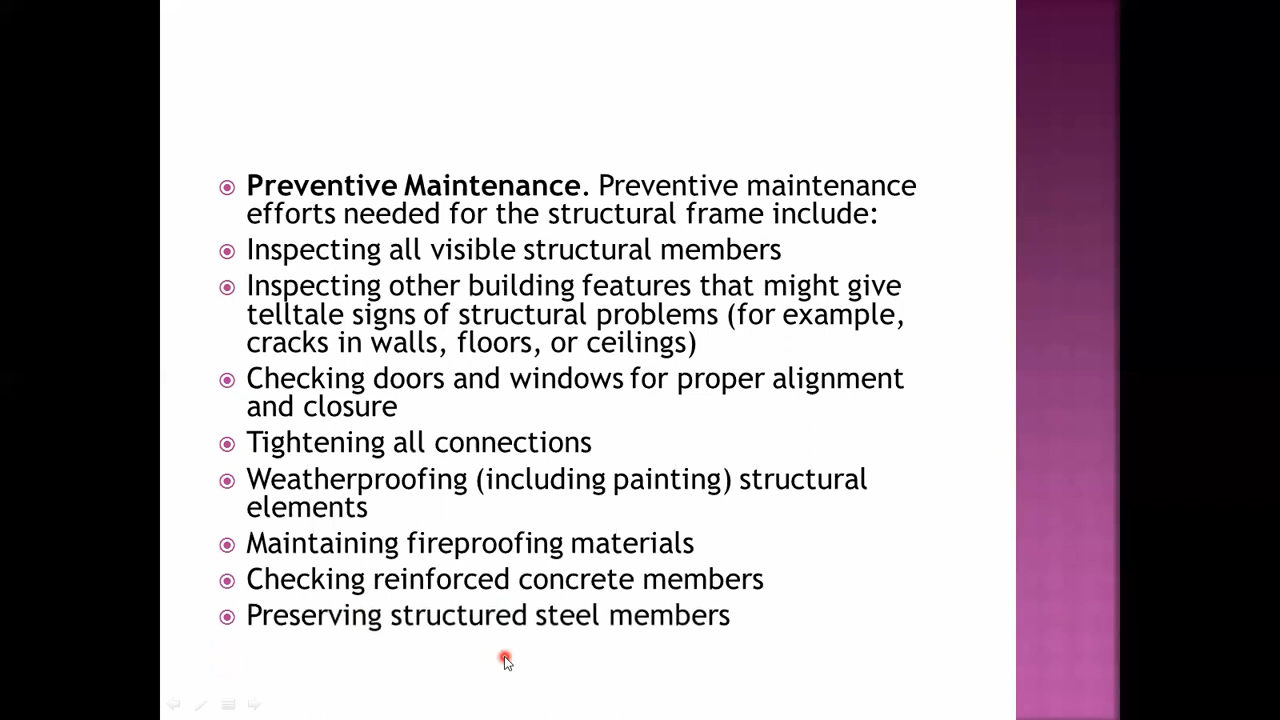 Preventive Maintenance. Preventive maintenance
efforts needed for the structural frame include:
Inspecting all visible structural members
Inspecting other building features that might give
telltale signs of structural problems (for example,
cracks in walls, floors, or ceilings)
Checking doors and windows for proper alignment
and closure
Tightening all connections
Weatherproofing (including painting) structural
elements
Maintaining fireproofing materials
Checking reinforced concrete members
Preserving structured steel members